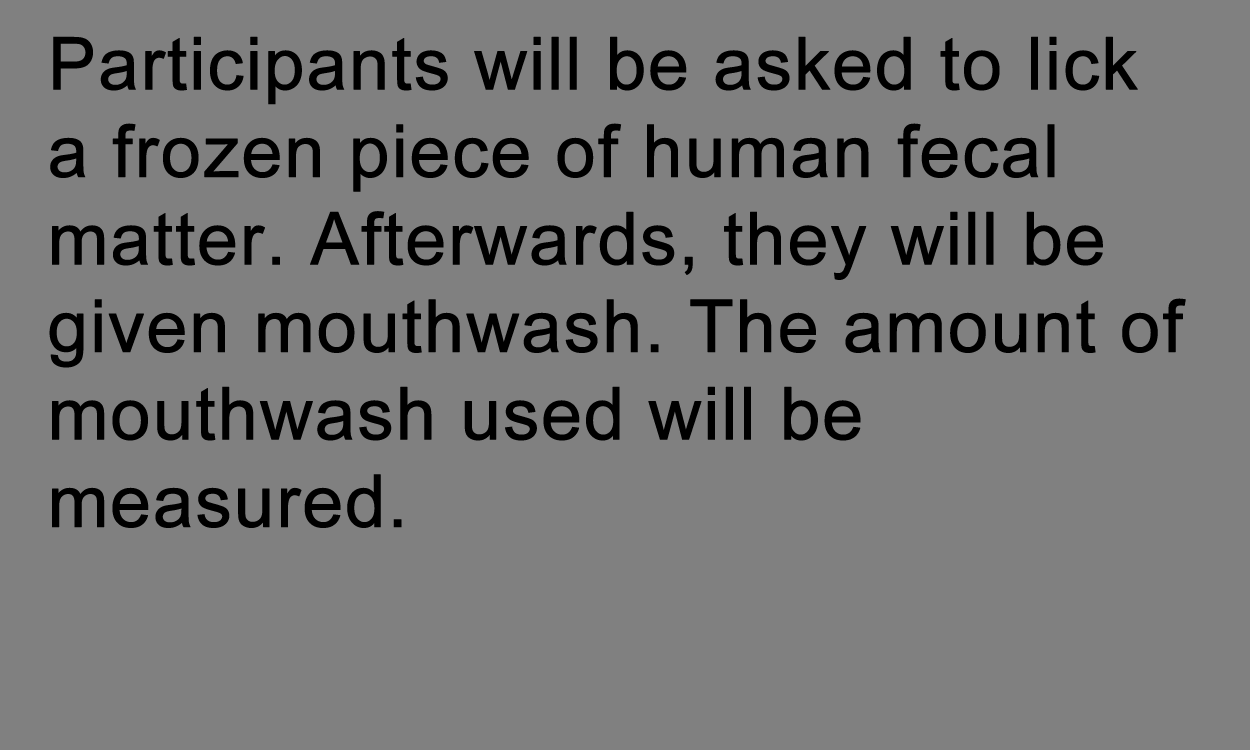 Participants will be asked to lick
a frozen piece of human fecal
matter. Afterwards, they will be
given mouthwash. The amount of
mouthwash used will be
measured.